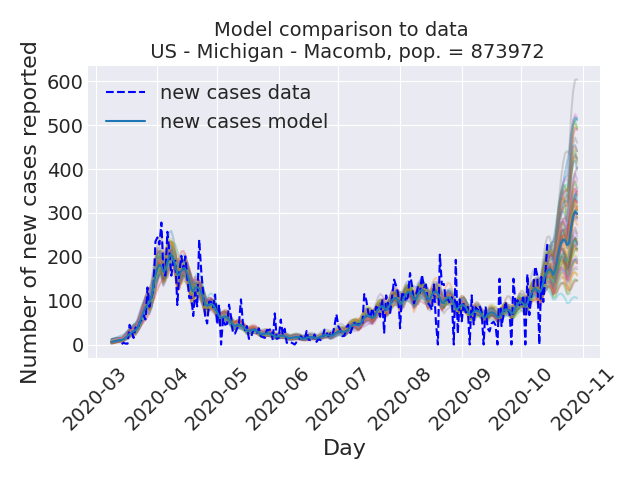 Model comparison to data
US - Michigan - Macomb, pop. = 873972
Number of new cases reported
600
500
400
300
200
100
0
new cases data
new cases model
2020-03
2020-04
2020-05
2020-06
2020-07
2020-08
2020-09
2020-10
2020-11
Day